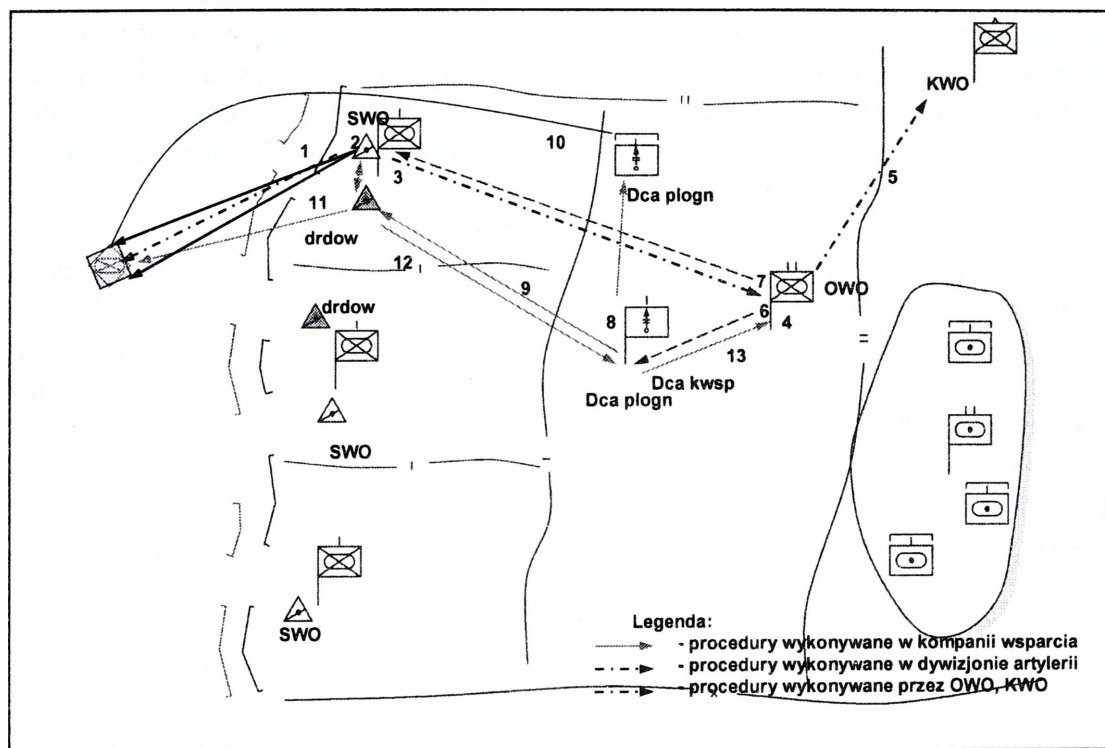 KWO
SWO
1
2
10
3
5
Dca plogn
11
drdow
12
9
7
OWO
drdow
8
6
4
13
Dca kwsp
Dca plogn
SWO
SWO
Legenda:
- procedury wykonywane w kompanii wsparcia
- procedury wykonywane w dywizjonie artylerii
- procedury wykonywane przez OWO, KWO